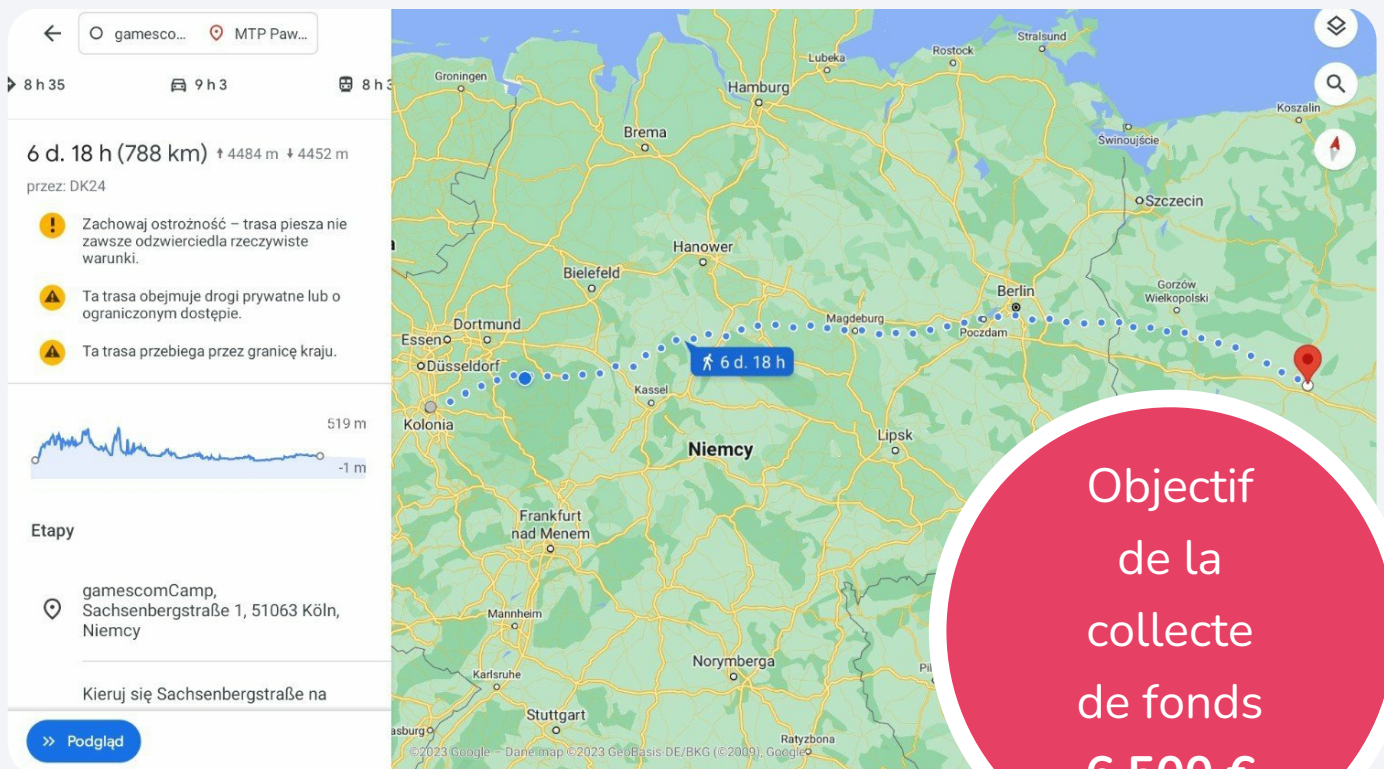 gamesco...
MTP Paw...
8 h 35
9 h 3
6 d. 18 h (788 km) 4484 m 4452 m
przez: DK24
Zachowaj ostrożność – trasa piesza nie
zawsze odzwierciedla rzeczywiste
warunki.
Ta trasa obejmuje drogi prywatne lub o
ograniczonym dostępie.
Ta trasa przebiega przez granicę kraju.
519 m
-1 m
Etapy
gamescomCamp,
Sachsenbergstraße 1, 51063 Köln,
Niemcy
Kieruj się Sachsenbergstraße na
Podgląd
Stralsund
Rostock
Lubeka
Groningen
Hamburg
Koszalin
Brema
Świnoujście
Szczecin
Hanower
Bielefeld
Gorzów
Wielkopolski
Berlin
Magdeburg
Poczdam
Dortmund
Essen
Düsseldorf
6 d. 18 h
Kassel
Kolonia
Lipsk
Niemcy
Frankfurt
nad Menem
Mannheim
Norymberga
Karlsruhe
Stuttgart
Ratyzbona
©2023 Google – Dane map ©2023 GeoBasis-DE/BKG (©2009), Google
Objectif
de la
collecte
de fonds
6 500 €